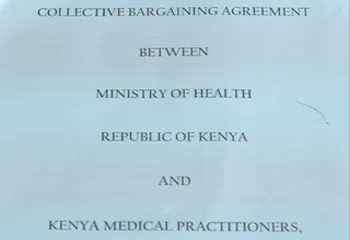 COLLECTIVE BARGAINING AGREEMENT
BETWEEN
MINISTRY OF HEALTH
REPUBLIC OF KENYA
AND
KENYA MEDICAL PRACTITIONERS,